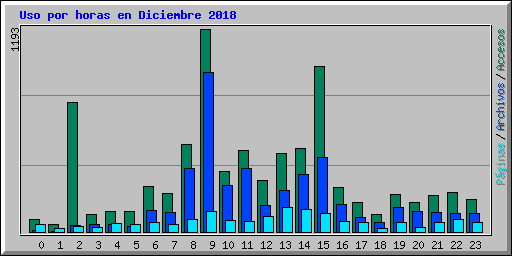 Uso por horas en Diciembre 2018
1193
Páginas / Archivos / Accesos
0 1 2 3 4 5 6 7 8 9 10 11 12 13 14 15 16 17 18 19 20 21 22 23